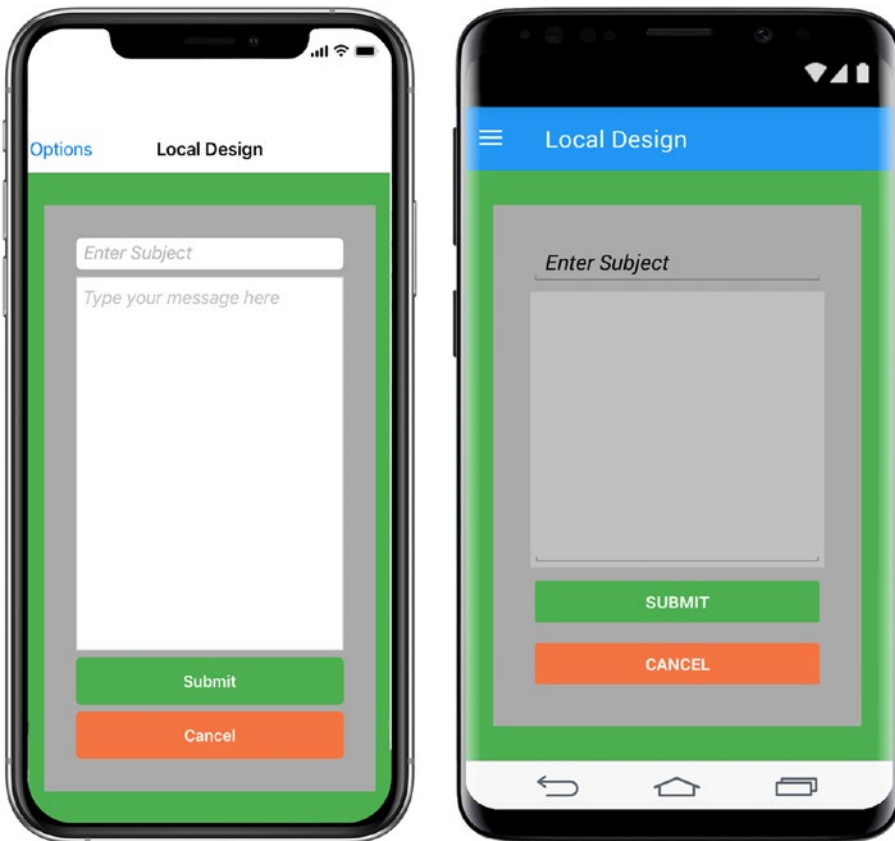 Options
Local Design
Enter Subject
Type your message here
Submit
Cancel
Local Design
Enter Subject
SUBMIT
CANCEL